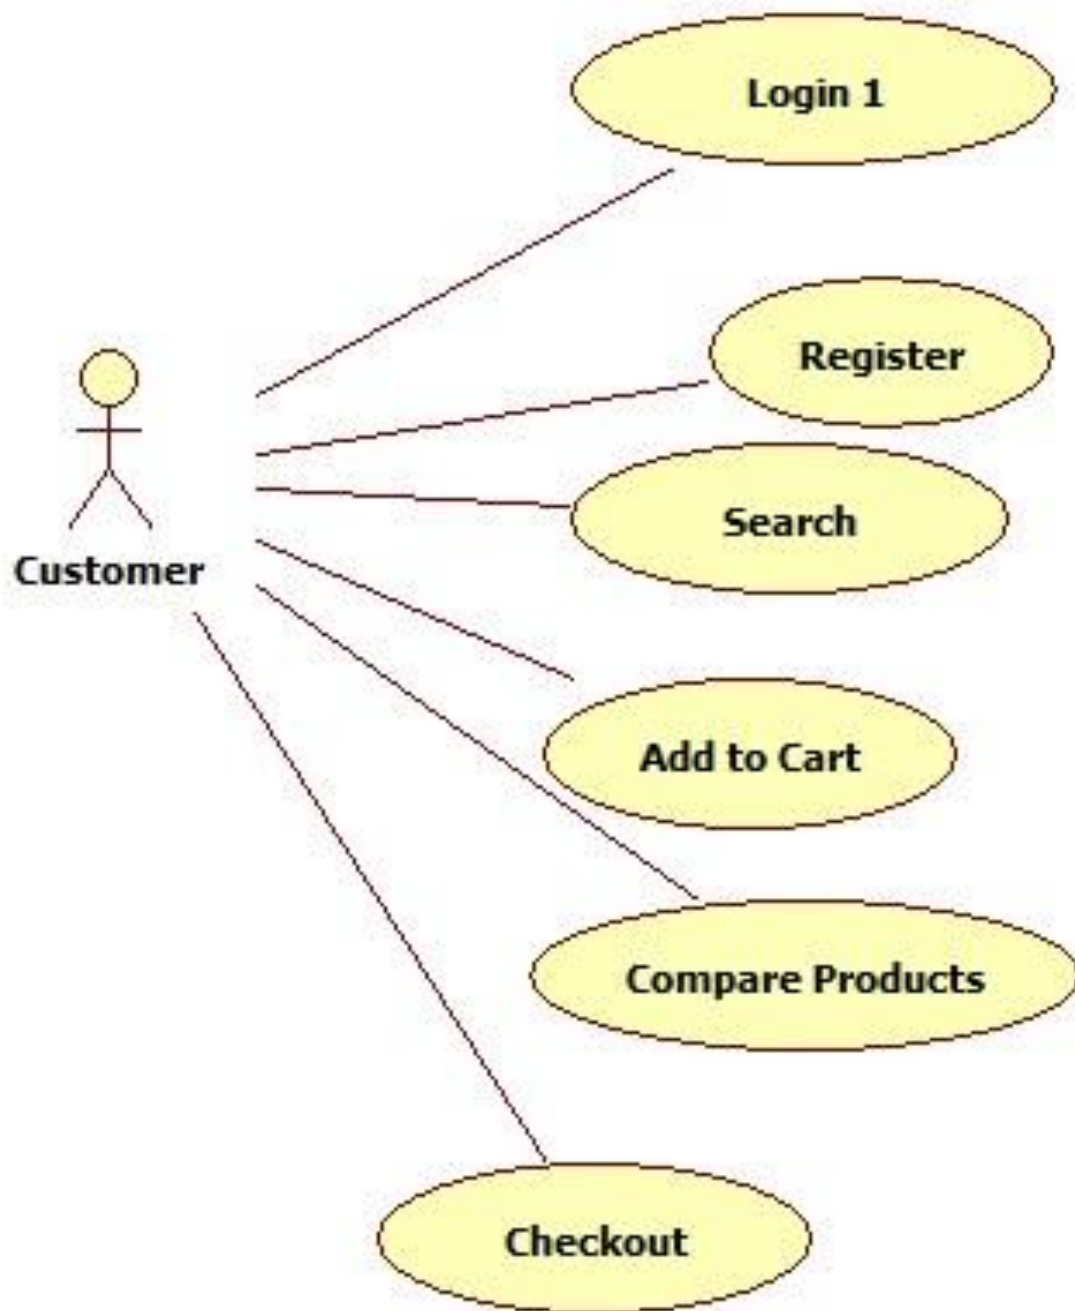 Login 1
Register
Search
Customer
Add to Cart
Compare Products
Checkout